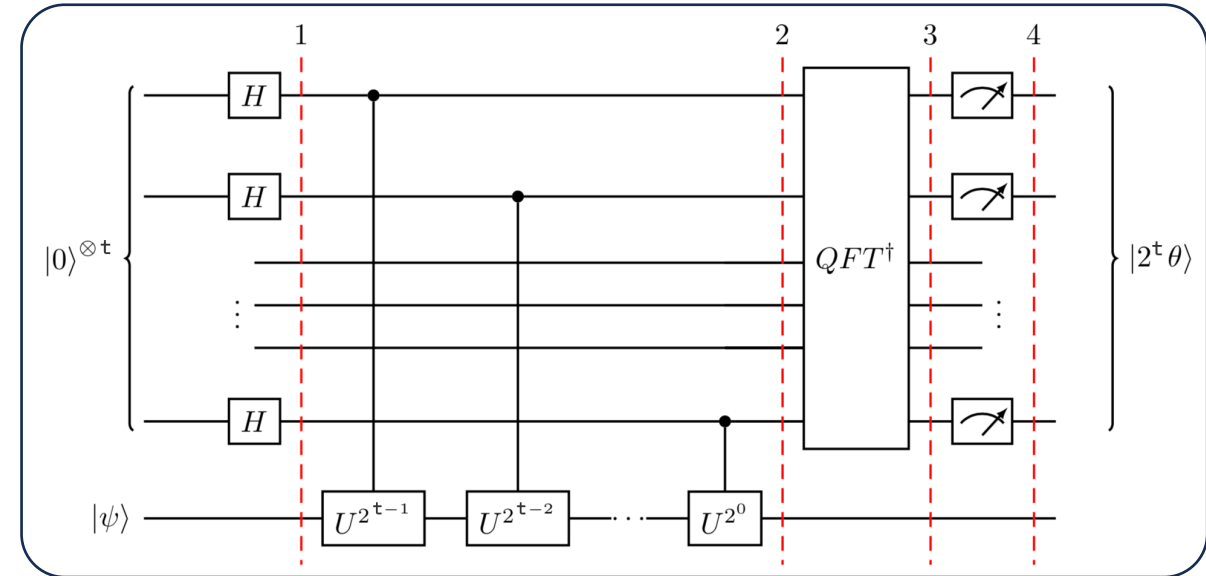 1 2 3 4
H
H
|0⟩^{⊗t} QFT^† |2^t θ⟩
⋮ ⋮
H
|ψ⟩ U^{2^{t-1}} U^{2^{t-2}} ... U^{2^0}